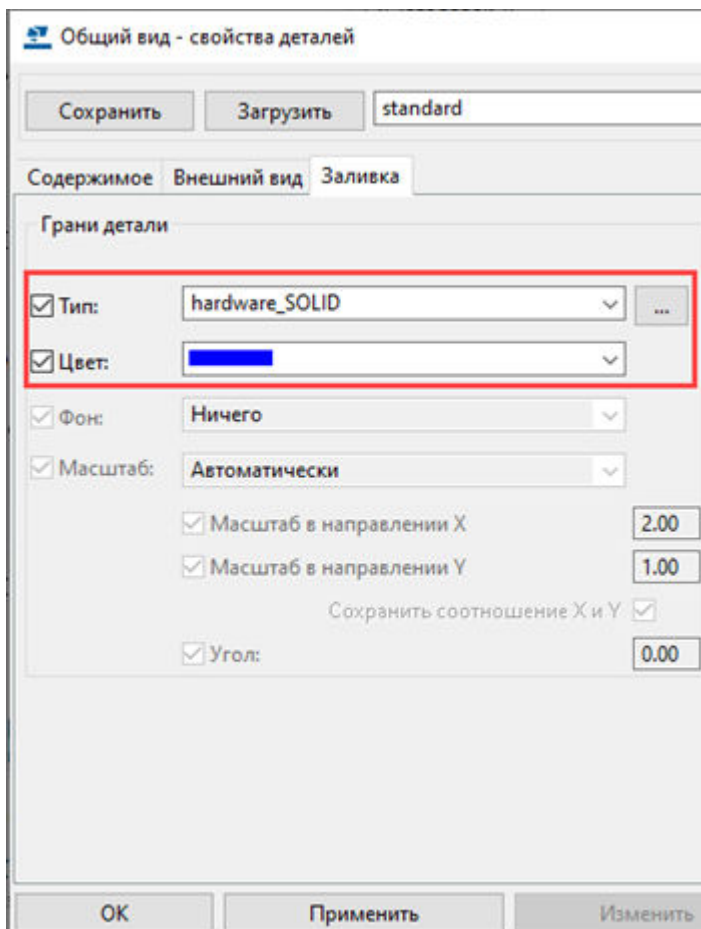 Общий вид - свойства деталей
Сохранить Загрузить standard
Содержимое Внешний вид Заливка
Грани детали
Тип: hardware_SOLID ...
Цвет:
Фон: Ничего
Масштаб: Автоматически
Масштаб в направлении X 2.00
Масштаб в направлении Y 1.00
Сохранить соотношение X и Y
Угол: 0.00
ОК Применить Изменить